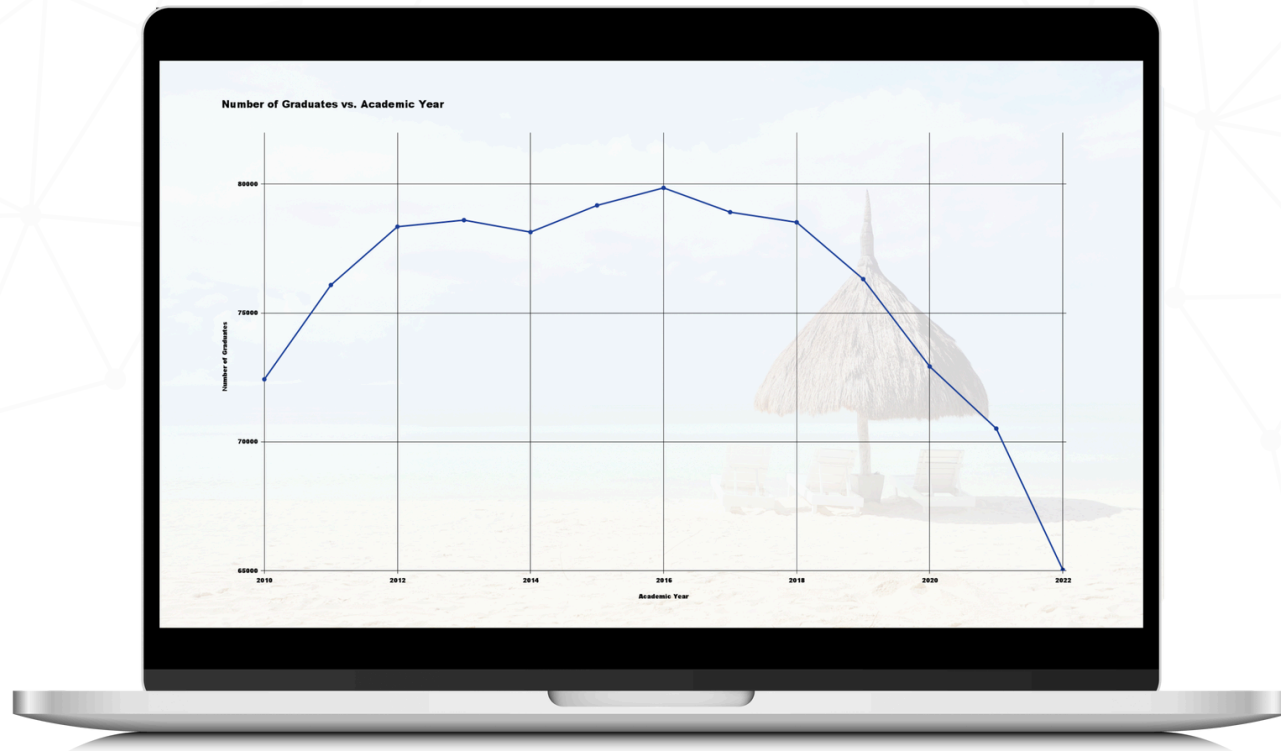 Number of Graduates vs. Academic Year
80000
75000
Number of Graduates
70000
65000
2010 2012 2014 2016 2018 2020 2022
Academic Year